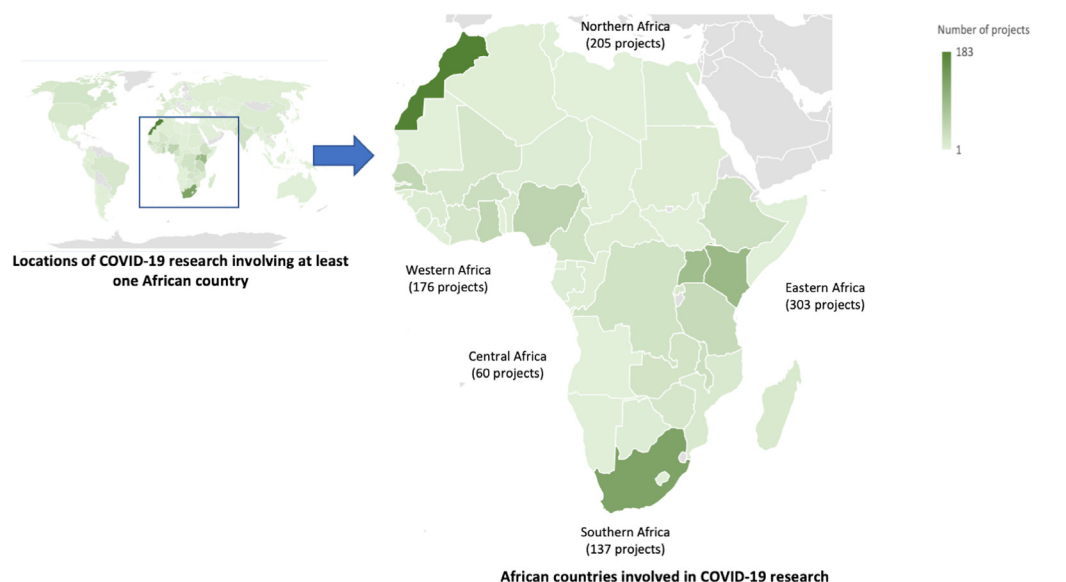 Northern Africa
(205 projects)
Number of projects
183
1
Locations of COVID-19 research involving at least
one African country
Western Africa
(176 projects)
Eastern Africa
(303 projects)
Central Africa
(60 projects)
Southern Africa
(137 projects)
African countries involved in COVID-19 research